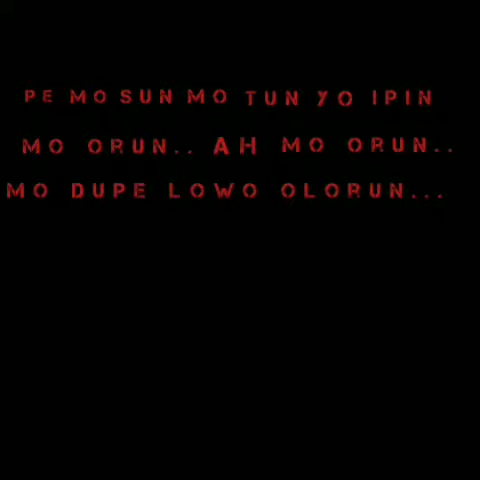 PE MO SUN MO TUN YO IPIN
MO ORUN.. AH MO ORUN..
MO DUPE LOWO OLORUN...